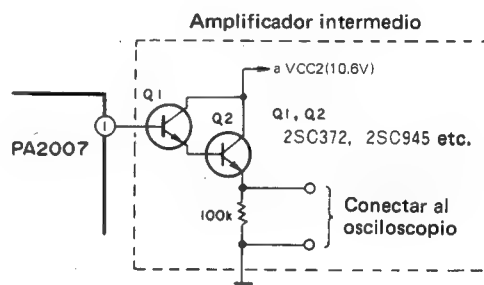 Amplificador intermedio
a VCC2(10.6V)
Q1
Q2
Q1, Q2
2SC372, 2SC945 etc.
1
PA2007
100k
Conectar al
osciloscopio